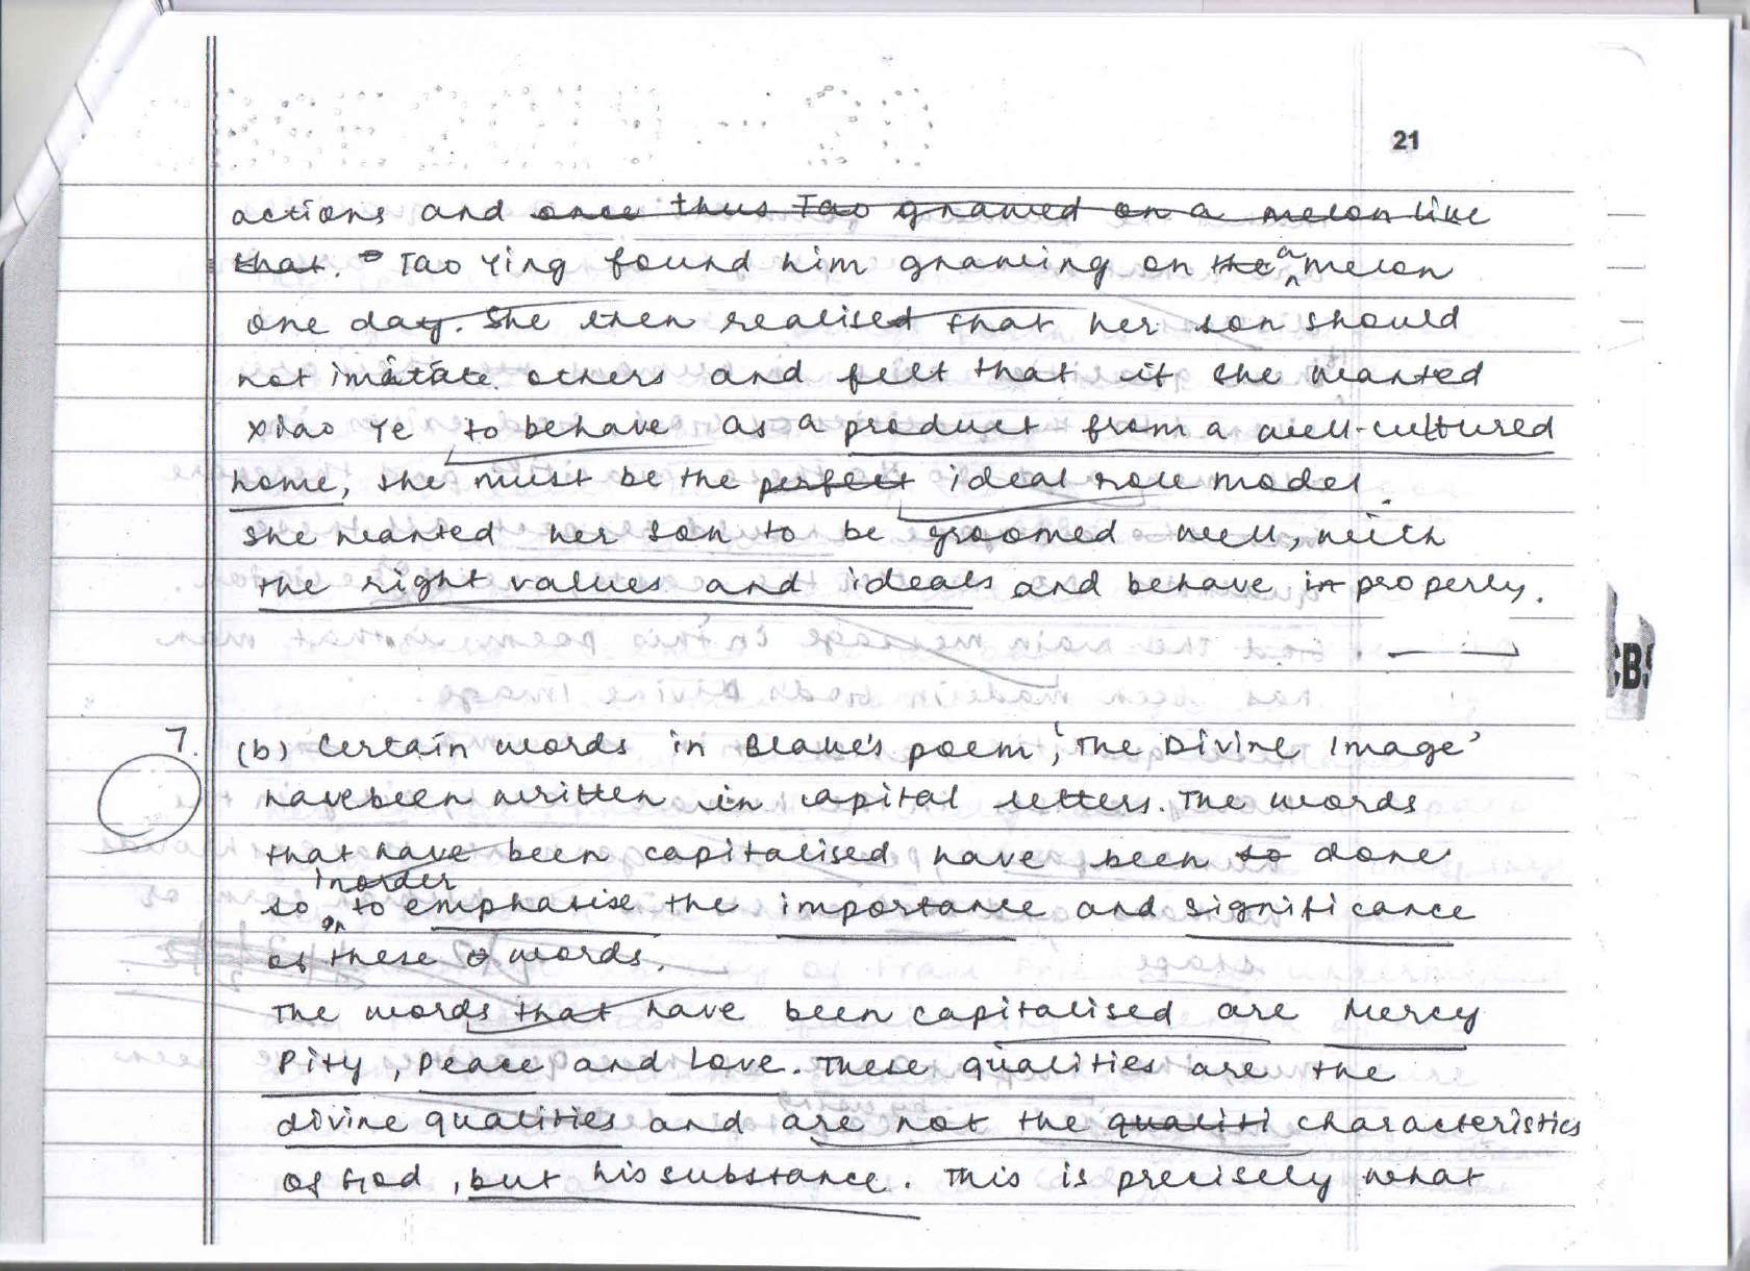 21
actions and once thus Tao gnawed on a melon like
that. Tao Ying found him gnawing on the a melon
one day. She then realised that her son should
not imitate others and felt that if she wanted
Xiao Ye to behave as a product from a well-cultured
home, she must be the perfect ideal role model.
She wanted her son to be groomed well, with
the right values and ideals and behave in properly.
CBS
7. (b) Certain words in Blake's poem, 'The Divine Image'
have been written in capital letters. The words
that have been capitalised have been so done
in order
so on to emphasise the importance and significance
of these words.
The words that have been capitalised are Mercy
Pity, Peace and Love. These qualities are the
divine qualities and are not the qualiti characteristics
of God, but his substance. This is precisely what